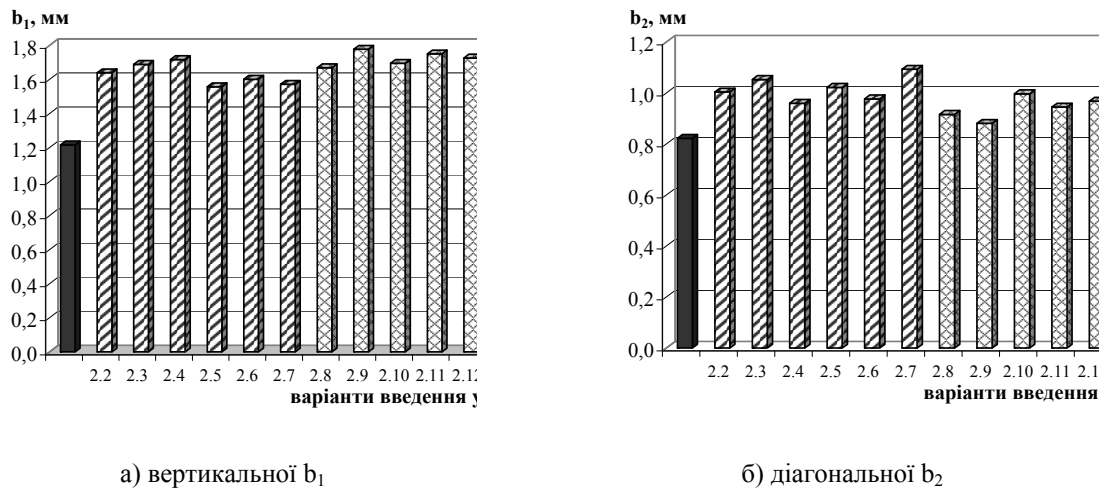 b₁, мм
1,8
1,6
1,4
1,2
1,0
0,8
0,6
0,4
0,2
0,0
2.2 2.3 2.4 2.5 2.6 2.7 2.8 2.9 2.10 2.11 2.12
варіанти введення у
а) вертикальної b₁
b₂, мм
1,2
1,0
0,8
0,6
0,4
0,2
0,0
2.2 2.3 2.4 2.5 2.6 2.7 2.8 2.9 2.10 2.11 2.1
варіанти введення
б) діагональної b₂